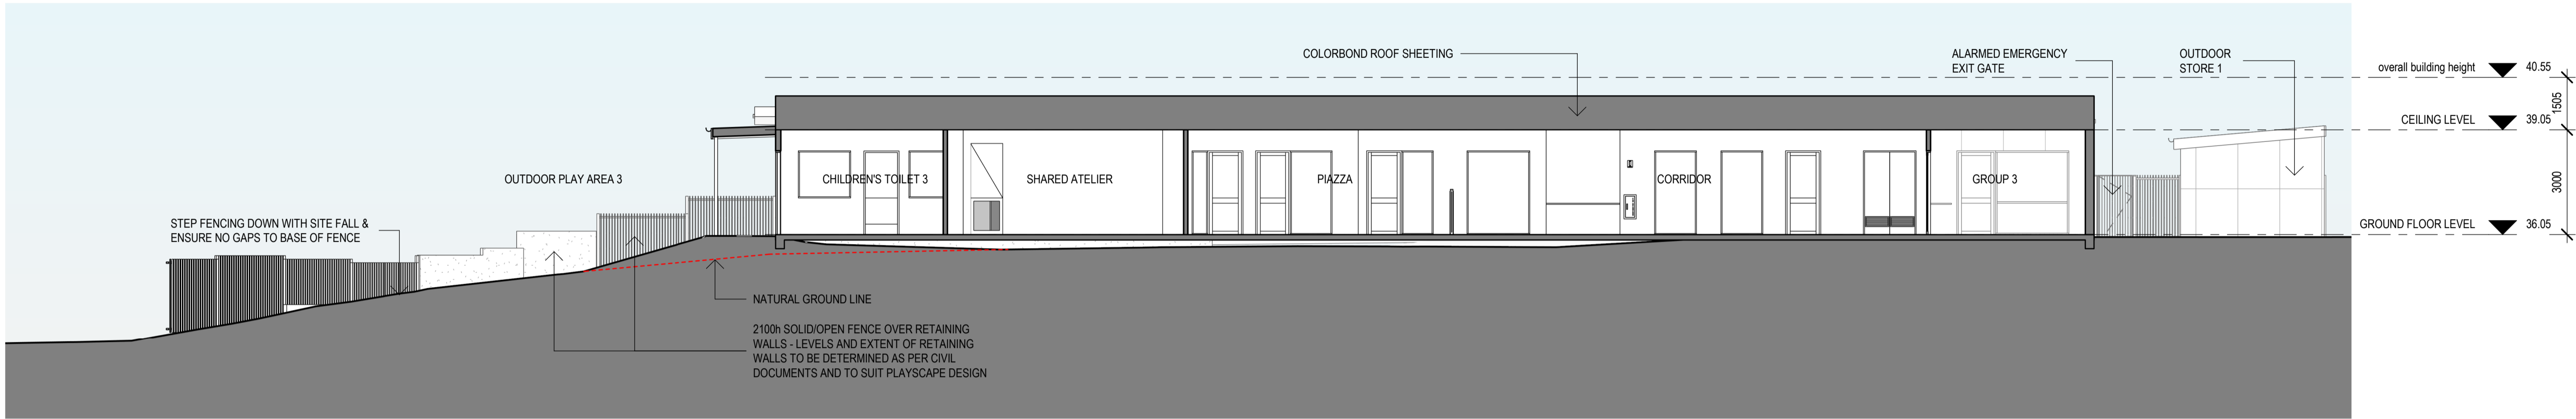 COLORBOND ROOF SHEETING
ALARMED EMERGENCY
EXIT GATE
OUTDOOR
STORE 1
overall building height 40.55
1505
CEILING LEVEL 39.05
3000
GROUND FLOOR LEVEL 36.05
OUTDOOR PLAY AREA 3
CHILDREN'S TOILET 3
SHARED ATELIER
PIAZZA
CORRIDOR
GROUP 3
STEP FENCING DOWN WITH SITE FALL &
ENSURE NO GAPS TO BASE OF FENCE
NATURAL GROUND LINE
2100h SOLID/OPEN FENCE OVER RETAINING
WALLS - LEVELS AND EXTENT OF RETAINING
WALLS TO BE DETERMINED AS PER CIVIL
DOCUMENTS AND TO SUIT PLAYSCAPE DESIGN